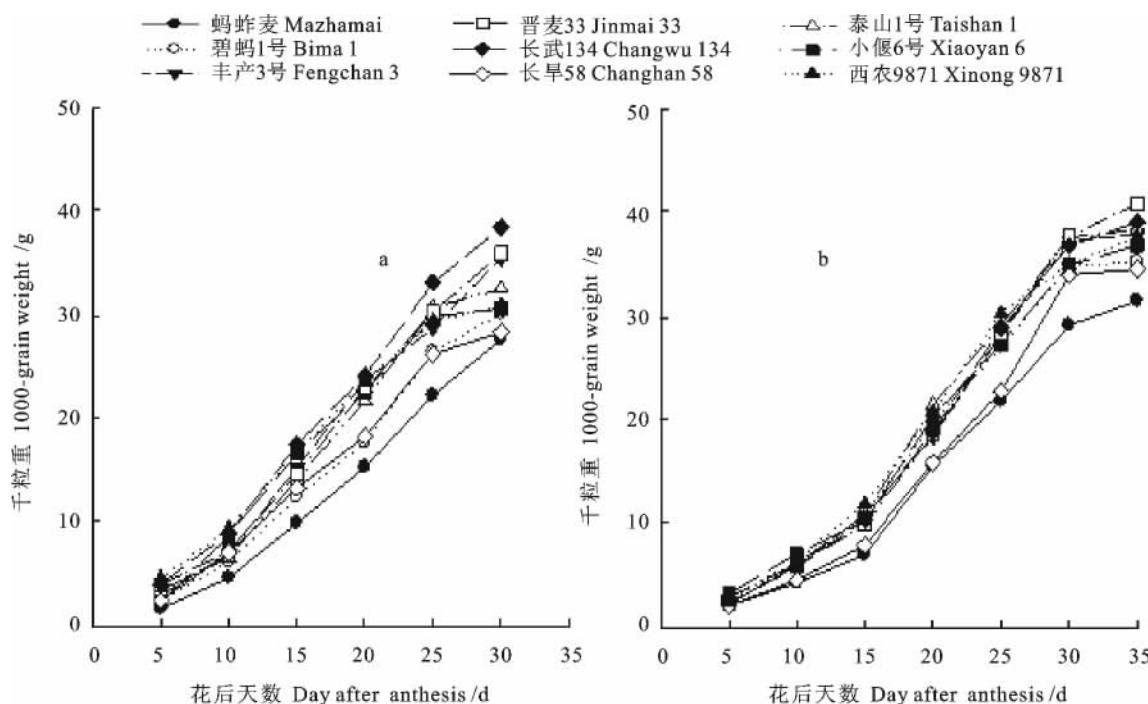 蚂蚱麦 Mazhamai
晋麦33 Jinmai 33
泰山1号 Taishan 1
碧蚂1号 Bima 1
长武134 Changwu 134
小偃6号 Xiaoyan 6
丰产3号 Fengchan 3
长旱58 Changhan 58
西农9871 Xinong 9871
50
40
30
20
10
0
千粒重 1000-grain weight /g
a
0 5 10 15 20 25 30 35
花后天数 Day after anthesis /d
50
40
30
20
10
0
千粒重 1000-grain weight /g
b
0 5 10 15 20 25 30 35
花后天数 Day after anthesis /d